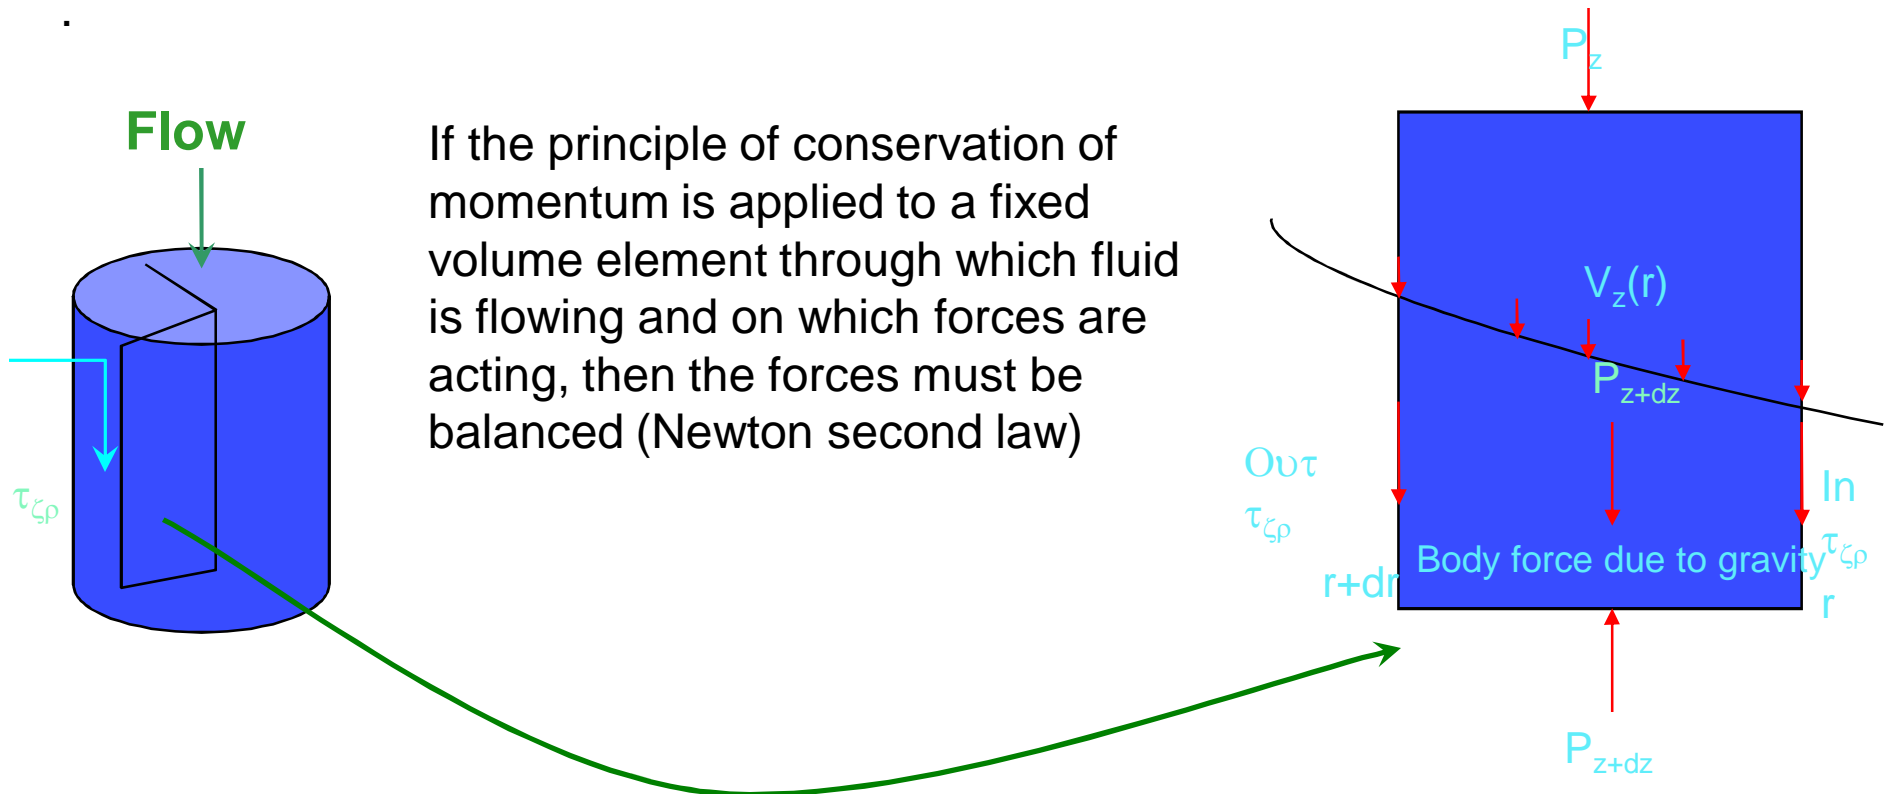 .
Flow
If the principle of conservation of
momentum is applied to a fixed
volume element through which fluid
is flowing and on which forces are
acting, then the forces must be
balanced (Newton second law)
τζρ
Pz
Vz(r)
Pz+dz
Ουτ
τζρ
r+dr
Body force due to gravity
In
τζρ
r
Pz+dz